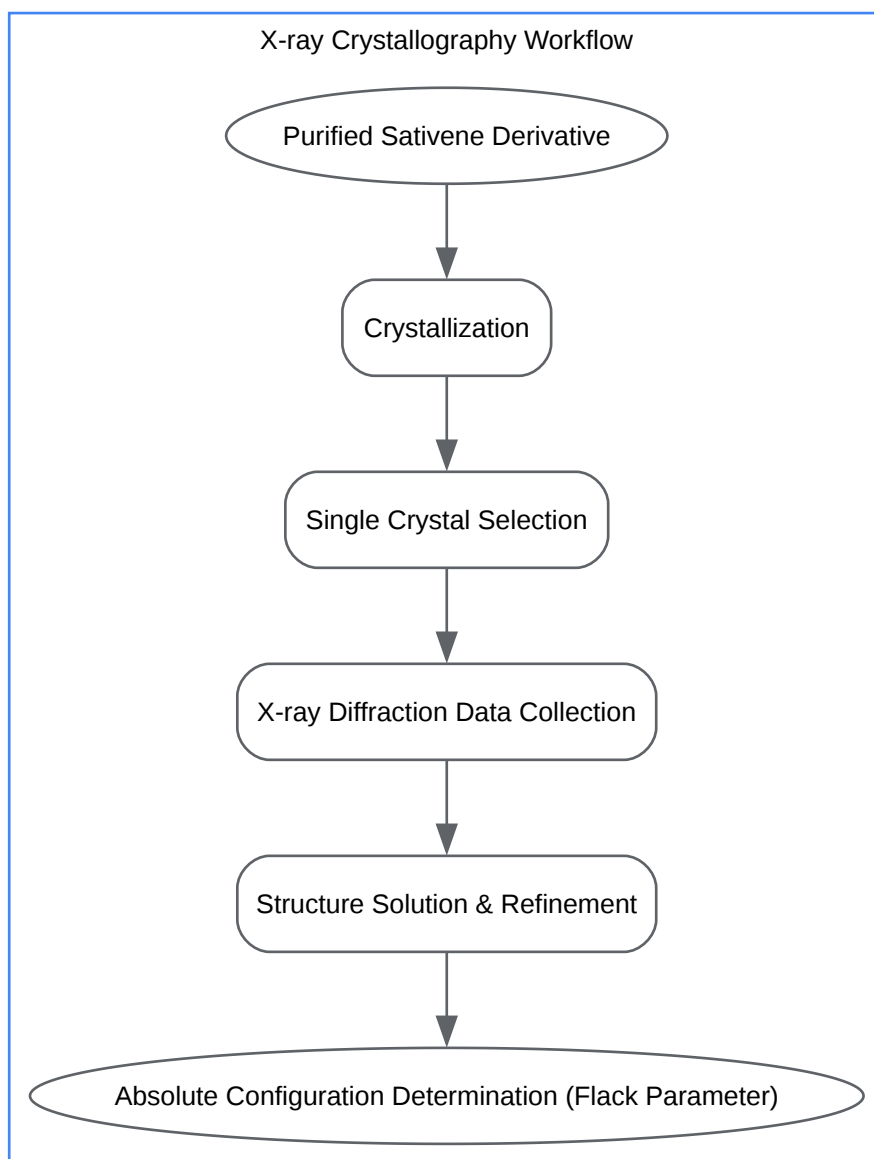 X-ray Crystallography Workflow
Purified Sativene Derivative
Crystallization
Single Crystal Selection
X-ray Diffraction Data Collection
Structure Solution & Refinement
Absolute Configuration Determination (Flack Parameter)